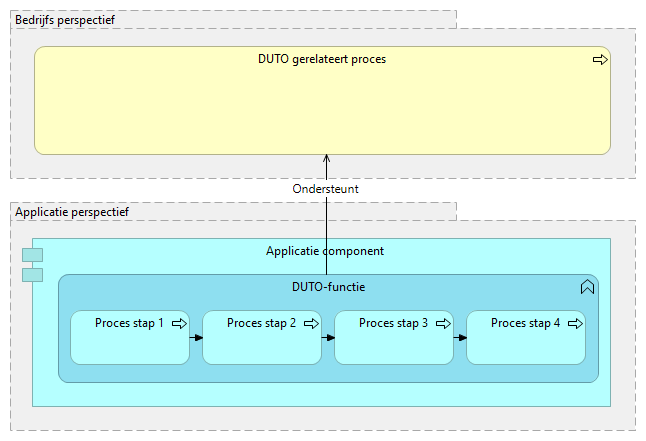 Bedrijfs perspectief
DUTO gerelateert proces
Ondersteunt
Applicatie perspectief
Applicatie component
DUTO-functie
Proces stap 1
Proces stap 2
Proces stap 3
Proces stap 4